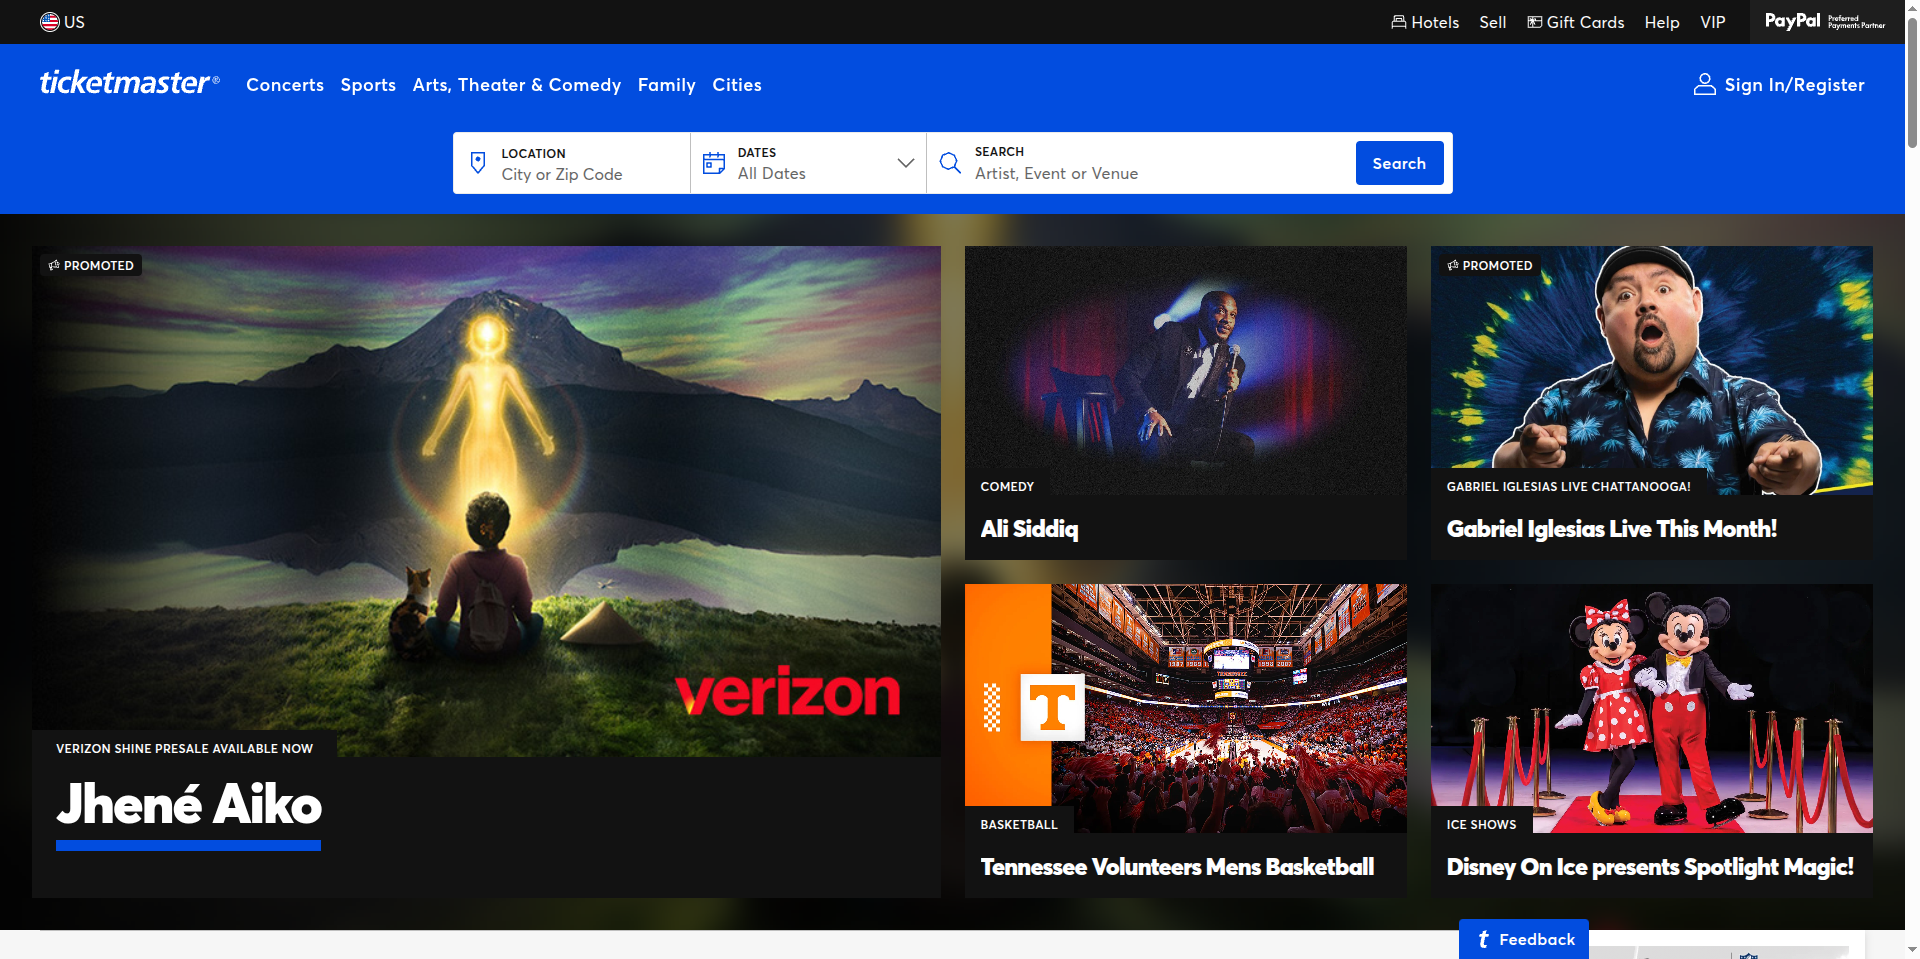 US
Hotels
Sell
Gift Cards
Help
VIP
PayPal
Preferred
Payments Partner
ticketmaster®
Concerts
Sports
Arts, Theater & Comedy
Family
Cities
Sign In/Register
LOCATION
City or Zip Code
DATES
All Dates
SEARCH
Artist, Event or Venue
Search
PROMOTED
verizon
VERIZON SHINE PRESALE AVAILABLE NOW
Jhené Aiko
COMEDY
Ali Siddiq
PROMOTED
GABRIEL IGLESIAS LIVE CHATTANOOGA!
Gabriel Iglesias Live This Month!
T
BASKETBALL
Tennessee Volunteers Mens Basketball
ICE SHOWS
Disney On Ice presents Spotlight Magic!
t Feedback